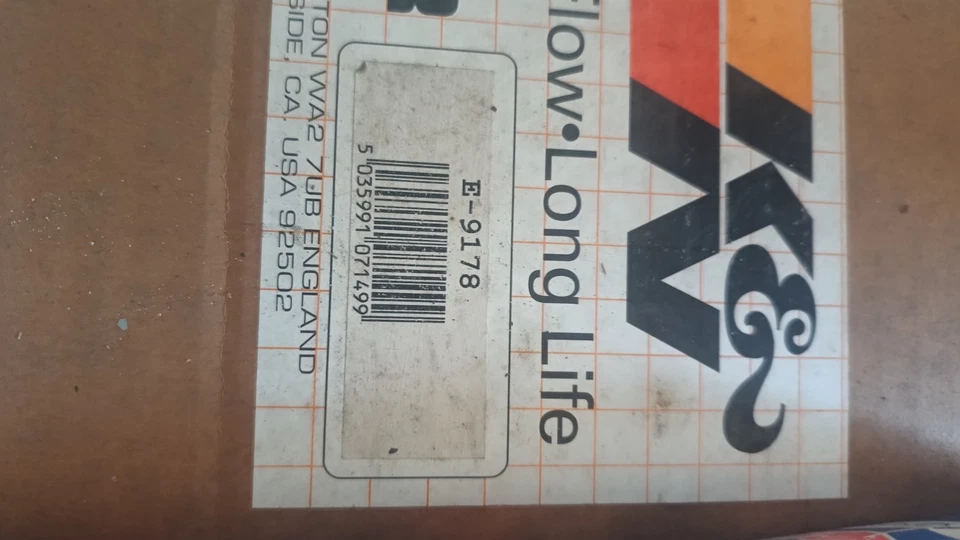 K&
Flow•Long Life
E-9178
5 035991 071499
TON WA2 7UB ENGLAND
SIDE, CA, USA 92502